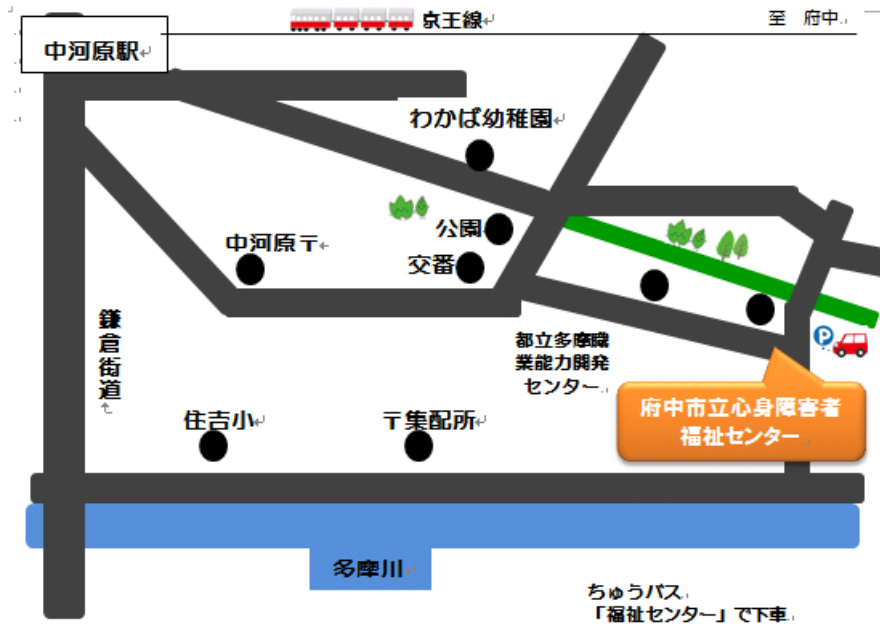 京王線
至 府中
中河原駅
わかば幼稚園
公園
中河原〒
交番
鎌倉街道
都立多摩職
業能力開発
センター
P
府中市立心身障害者
福祉センター
住吉小
〒集配所
多摩川
ちゅうバス
「福祉センター」で下車